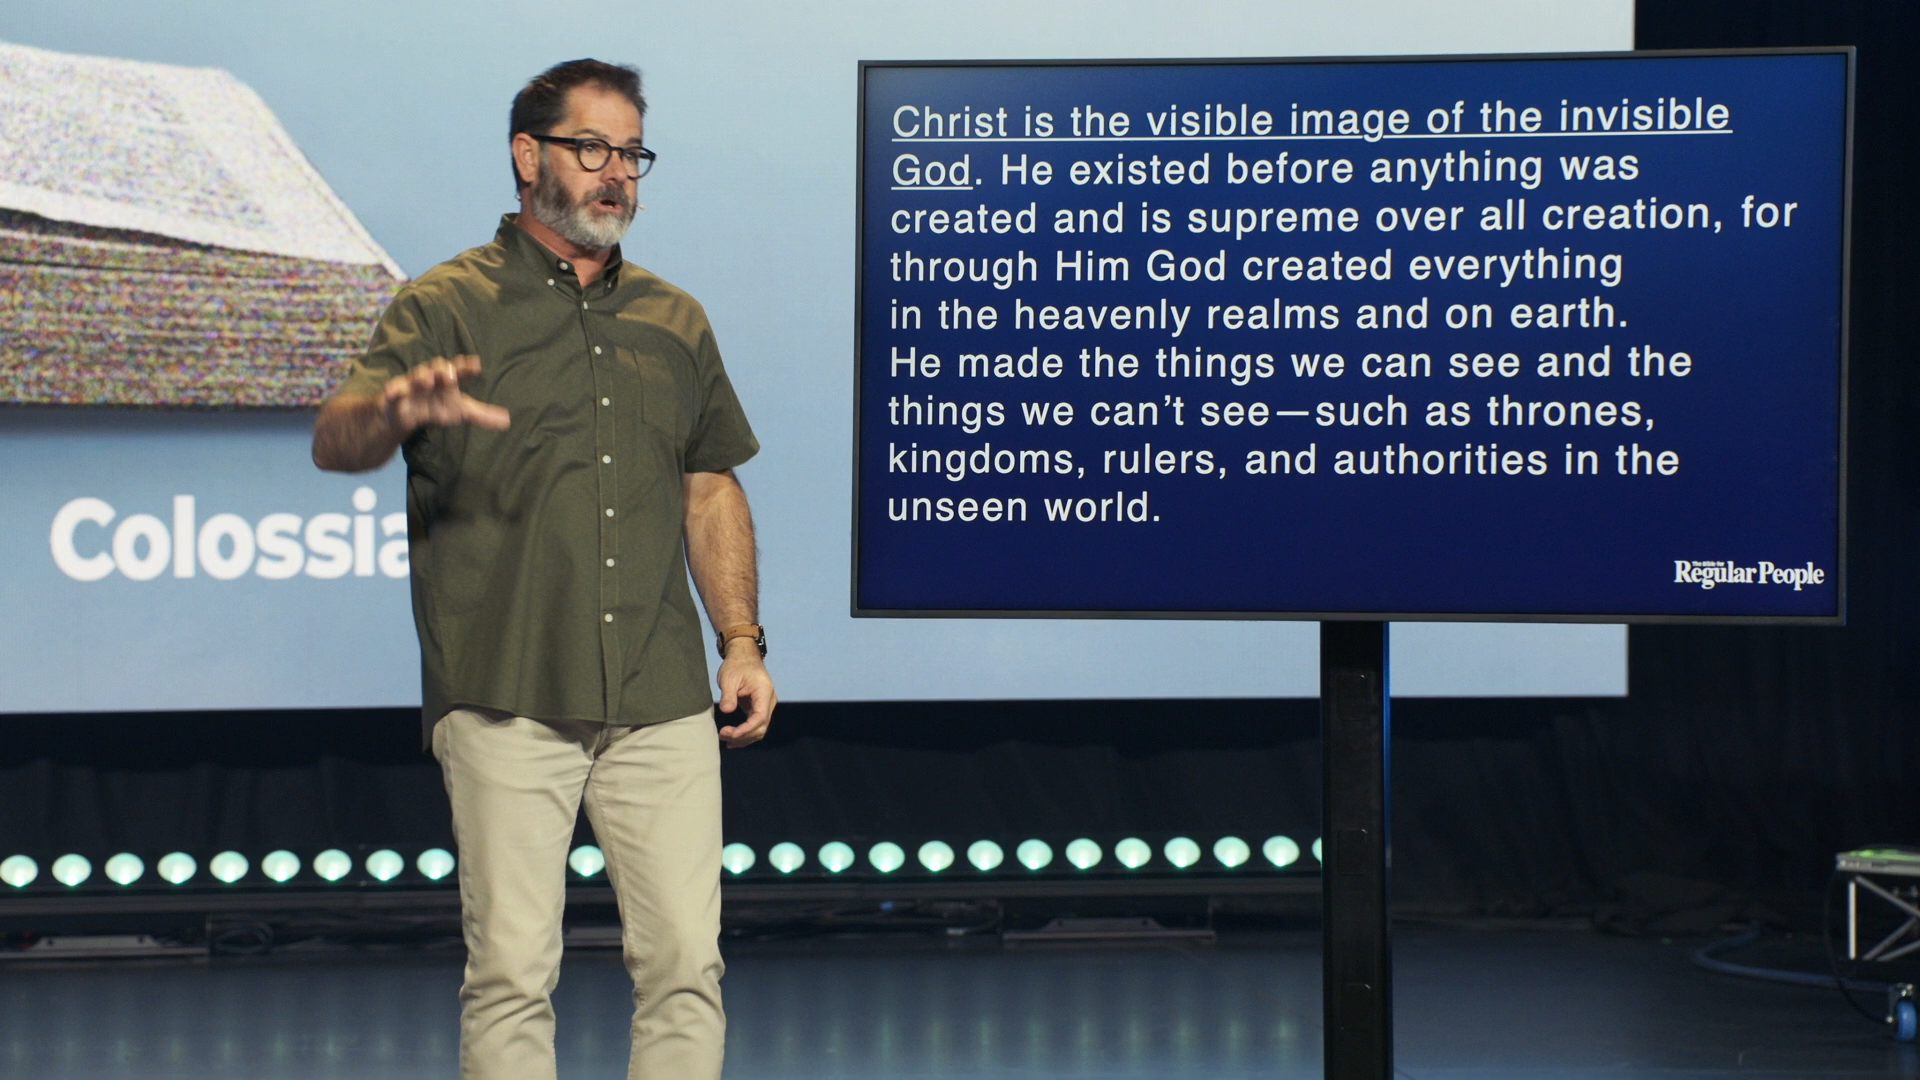 Colossia
Christ is the visible image of the invisible
God. He existed before anything was
created and is supreme over all creation, for
through Him God created everything
in the heavenly realms and on earth.
He made the things we can see and the
things we can't see—such as thrones,
kingdoms, rulers, and authorities in the
unseen world.
The Bible for
Regular People